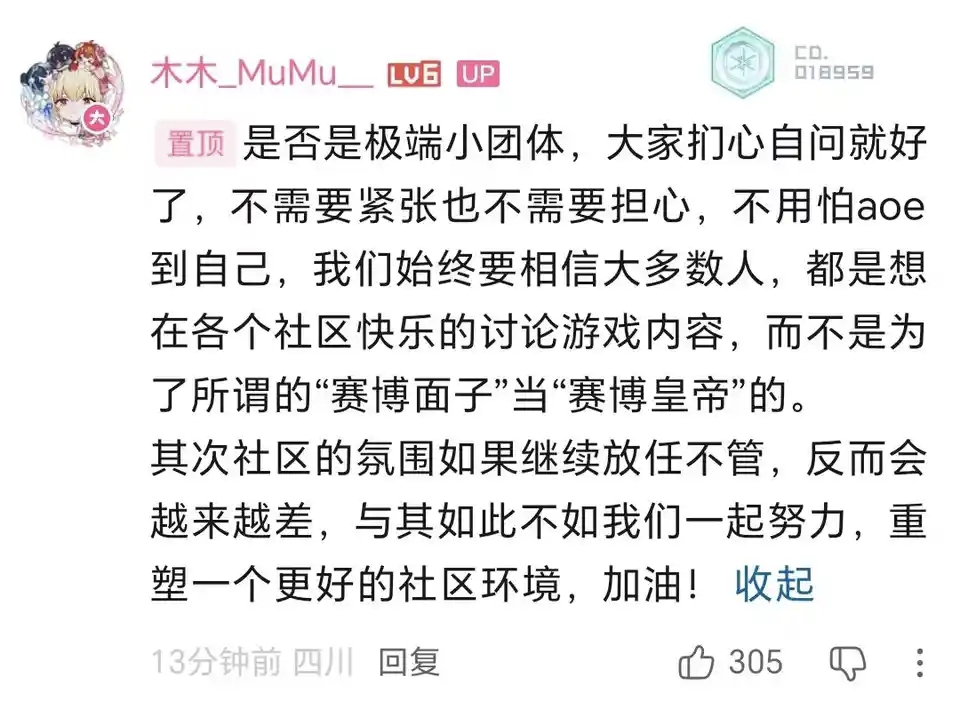 木木_MuMu__ LV6 UP
CO.
018959
大
置顶 是否是极端小团体，大家扪心自问就好
了，不需要紧张也不需要担心，不用怕aoe
到自己，我们始终要相信大多数人，都是想
在各个社区快乐的讨论游戏内容，而不是为
了所谓的“赛博面子”当“赛博皇帝”的。
其次社区的氛围如果继续放任不管，反而会
越来越差，与其如此不如我们一起努力，重
塑一个更好的社区环境，加油！ 收起
13分钟前 四川 回复 305